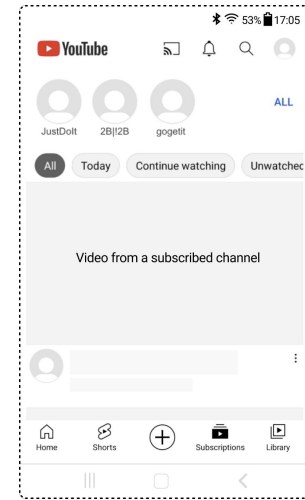 53% 17:05
YouTube
ALL
JustDoIt 2B|!2B gogetit
All Today Continue watching Unwatched
Video from a subscribed channel
Home Shorts Subscriptions Library